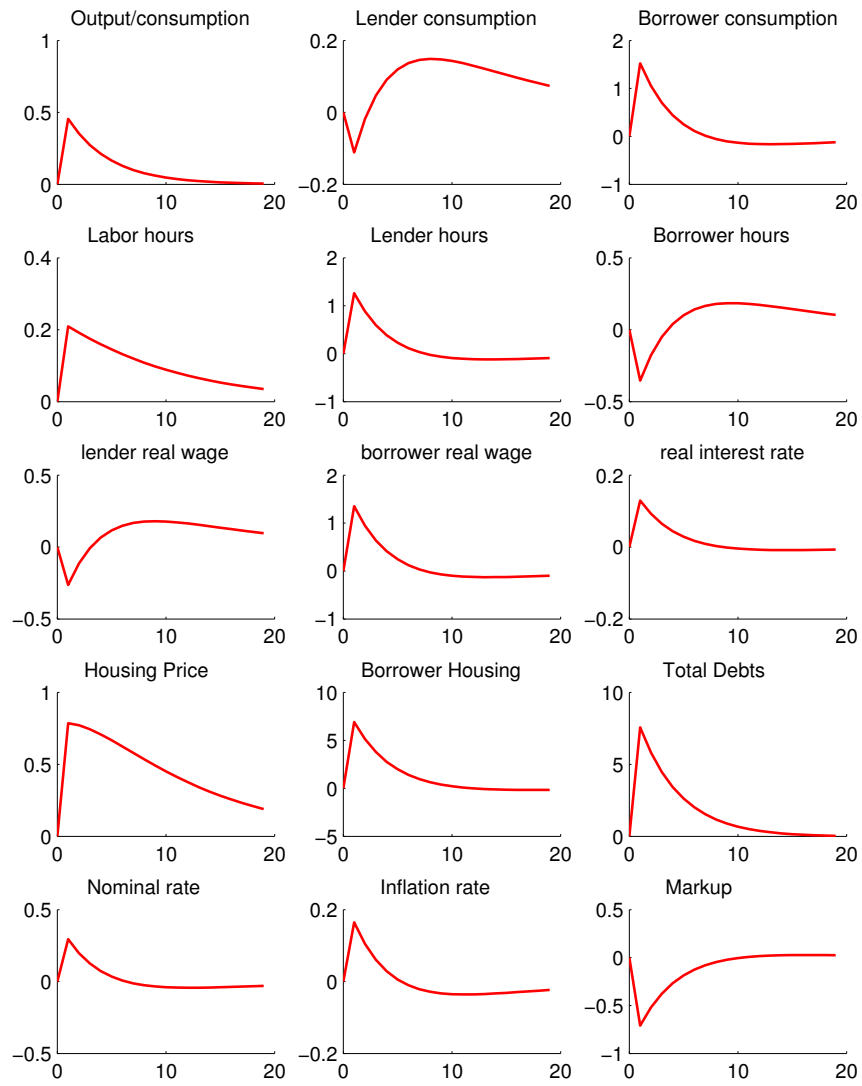 Output/consumption
1
0.5
0
0 10 20
Lender consumption
0.2
0
−0.2
0 10 20
Borrower consumption
2
1
0
−1
0 10 20
Labor hours
0.4
0.2
0
0 10 20
Lender hours
2
1
0
−1
0 10 20
Borrower hours
0.5
0
−0.5
0 10 20
lender real wage
0.5
0
−0.5
0 10 20
borrower real wage
2
1
0
−1
0 10 20
real interest rate
0.2
0
−0.2
0 10 20
Housing Price
1
0.5
0
0 10 20
Borrower Housing
10
5
0
−5
0 10 20
Total Debts
10
5
0
0 10 20
Nominal rate
0.5
0
−0.5
0 10 20
Inflation rate
0.2
0
−0.2
0 10 20
Markup
0.5
0
−0.5
−1
0 10 20